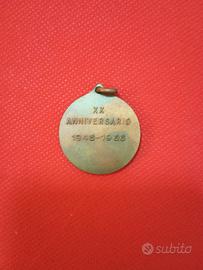 XX
ANNIVERSARIO
1945-1965
subito